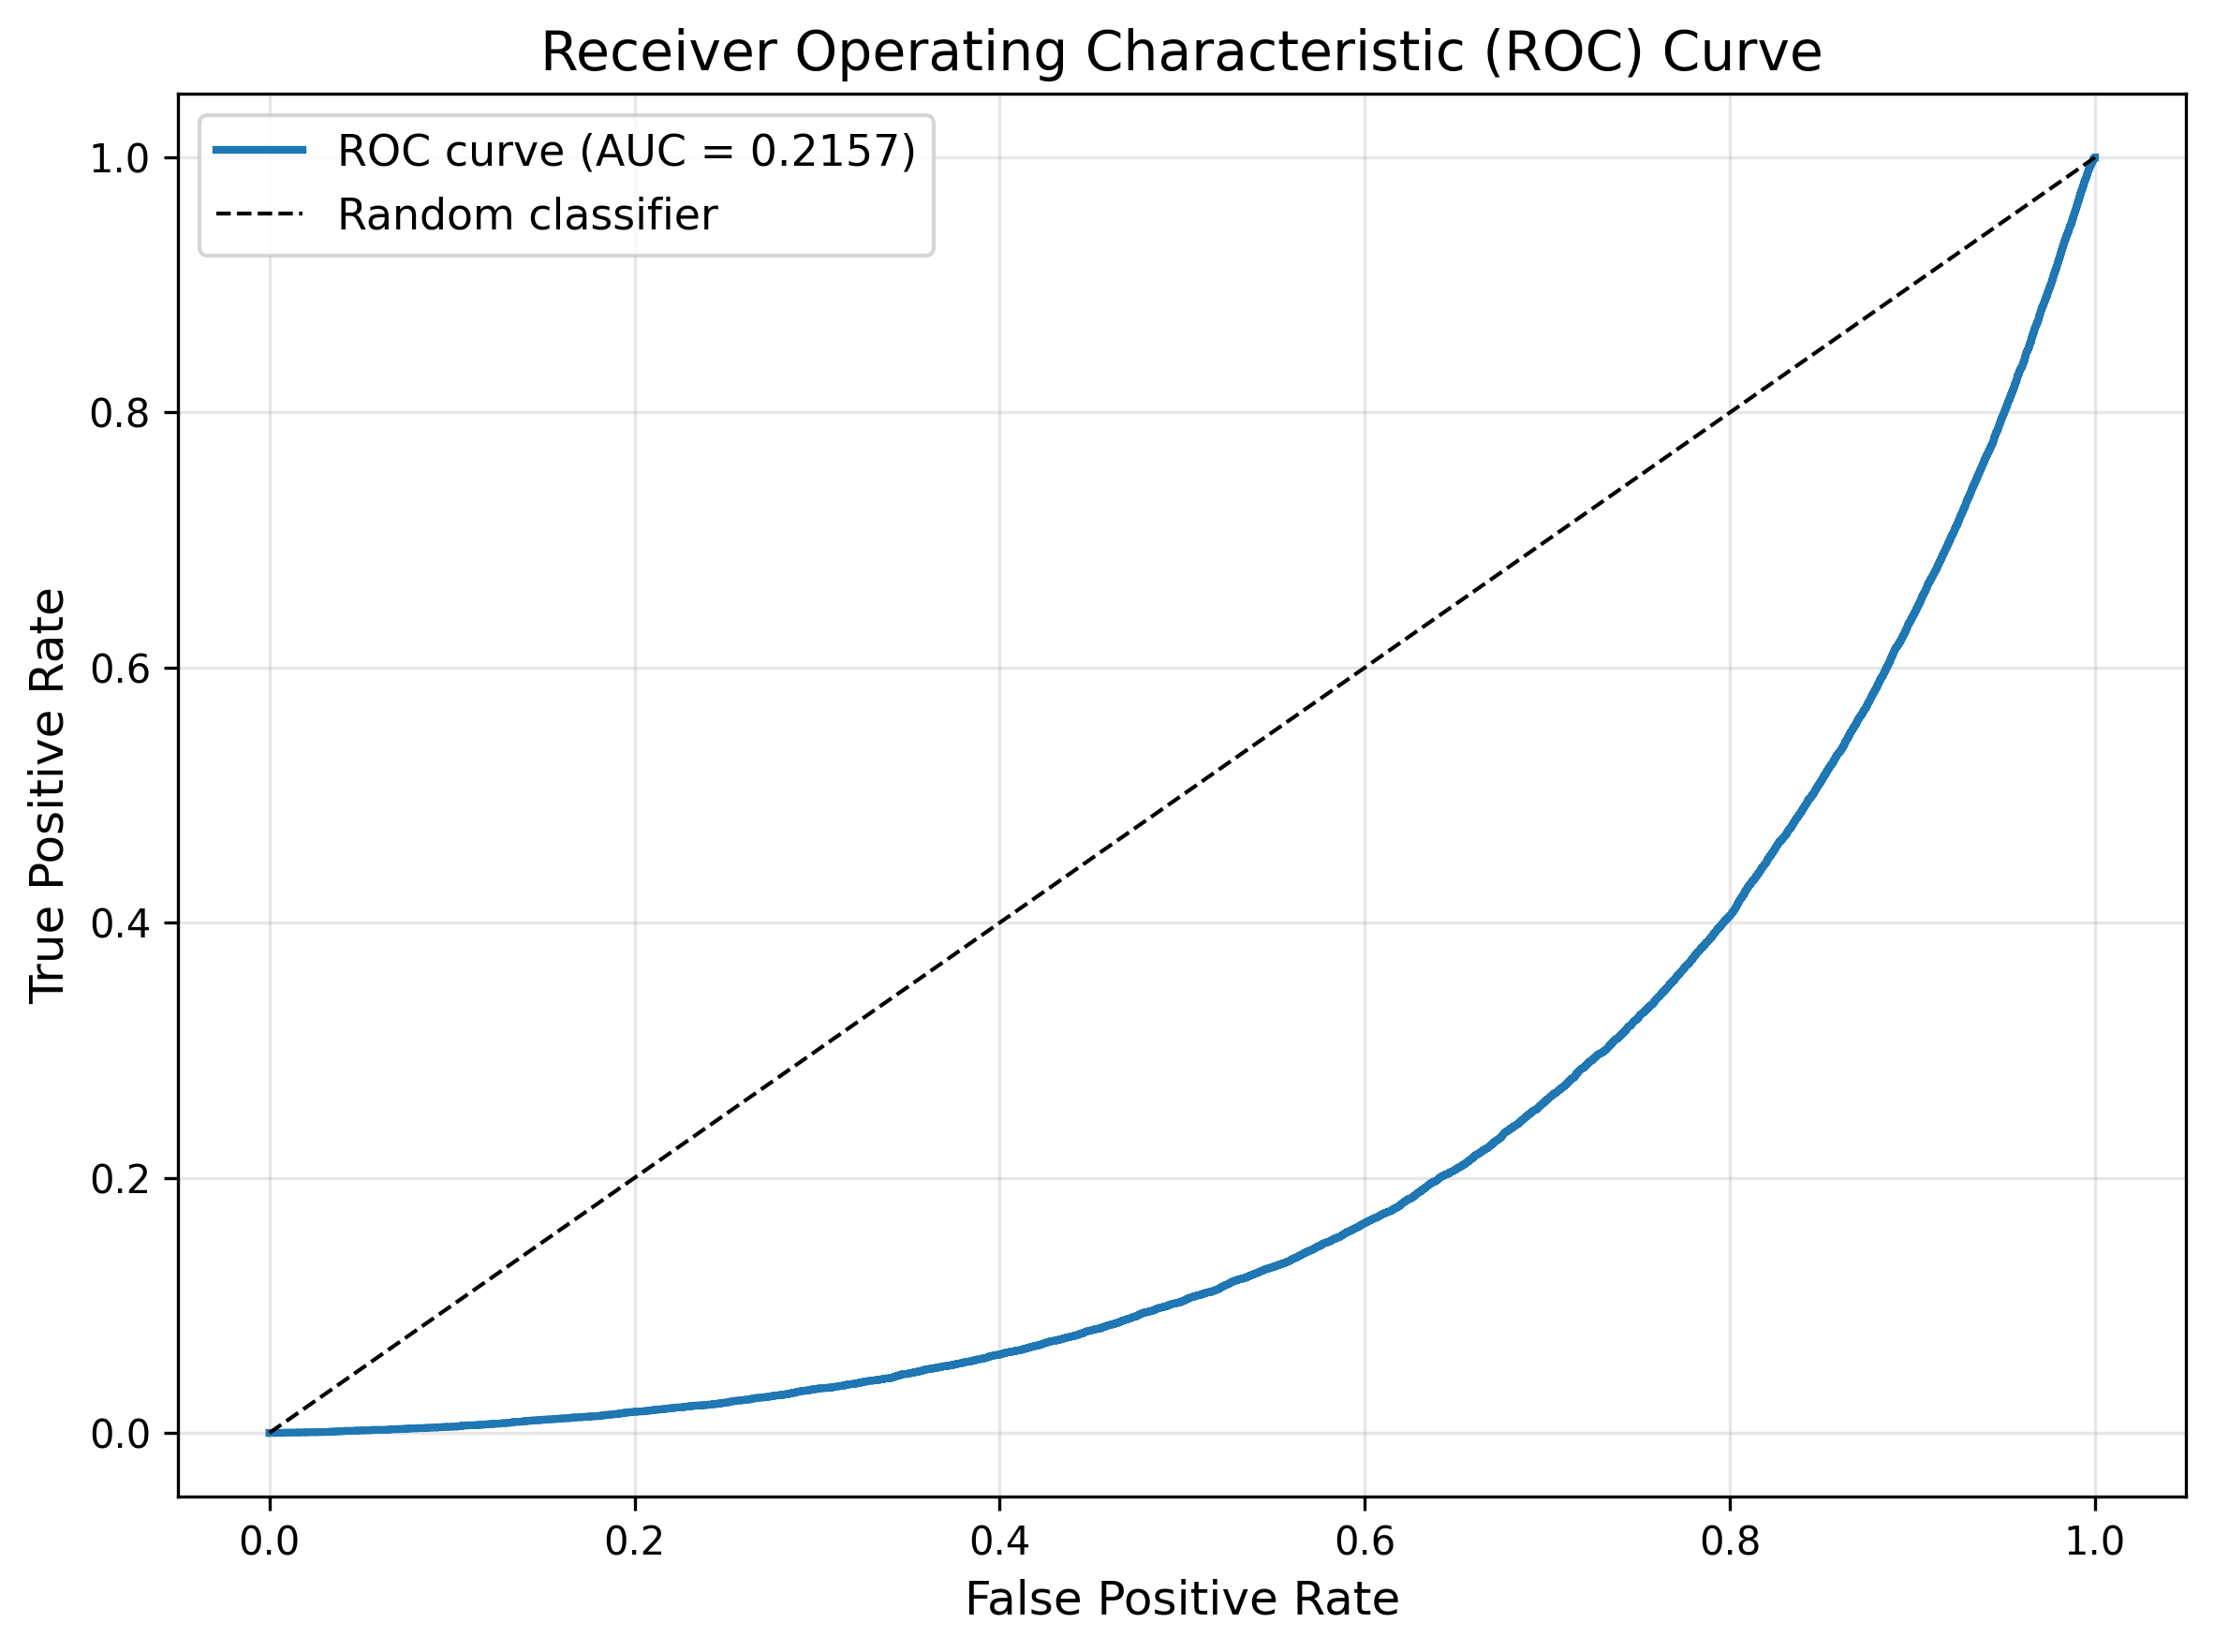 Receiver Operating Characteristic (ROC) Curve
ROC curve (AUC = 0.2157)
Random classifier
True Positive Rate
1.0
0.8
0.6
0.4
0.2
0.0
0.0 0.2 0.4 0.6 0.8 1.0
False Positive Rate